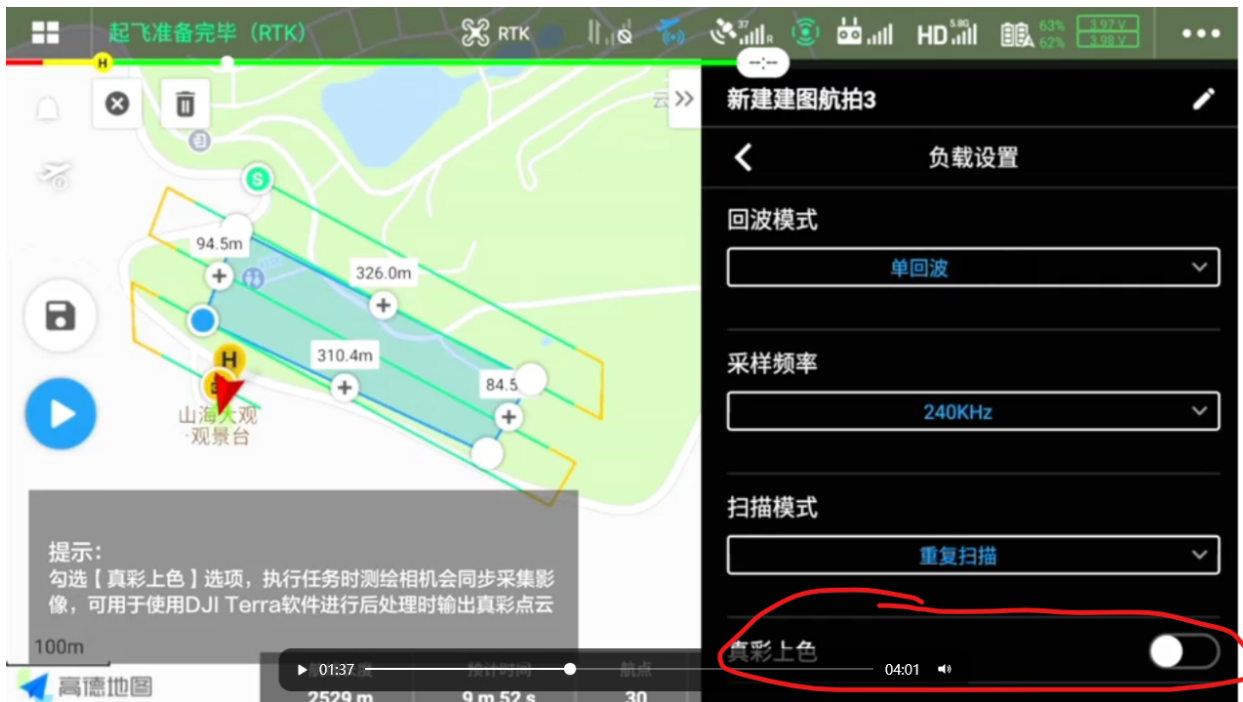 起飞准备完毕（RTK）
RTK
37
R
HD
5.8G
63%
62%
3.97 V
3.98 V
--:--
H
云
新建建图航拍3
负载设置
回波模式
单回波
采样频率
240KHz
扫描模式
重复扫描
真彩上色
S
94.5m
326.0m
310.4m
84.5
H
山海大观
·观景台
提示：
勾选【真彩上色】选项，执行任务时测绘相机会同步采集影
像，可用于使用DJI Terra软件进行后处理时输出真彩点云
100m
高德地图
01:37
04:01
预计时间
航点
2529 m
9 m 52 s
30